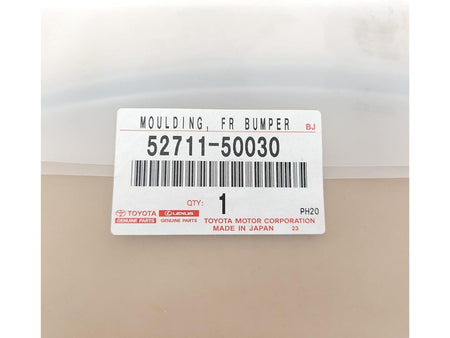 MOULDING, FR BUMPER
BJ
52711-50030
QTY: 1
PH20
TOYOTA LEXUS
GENUINE PARTS GENUINE PARTS
TOYOTA MOTOR CORPORATION
MADE IN JAPAN 23